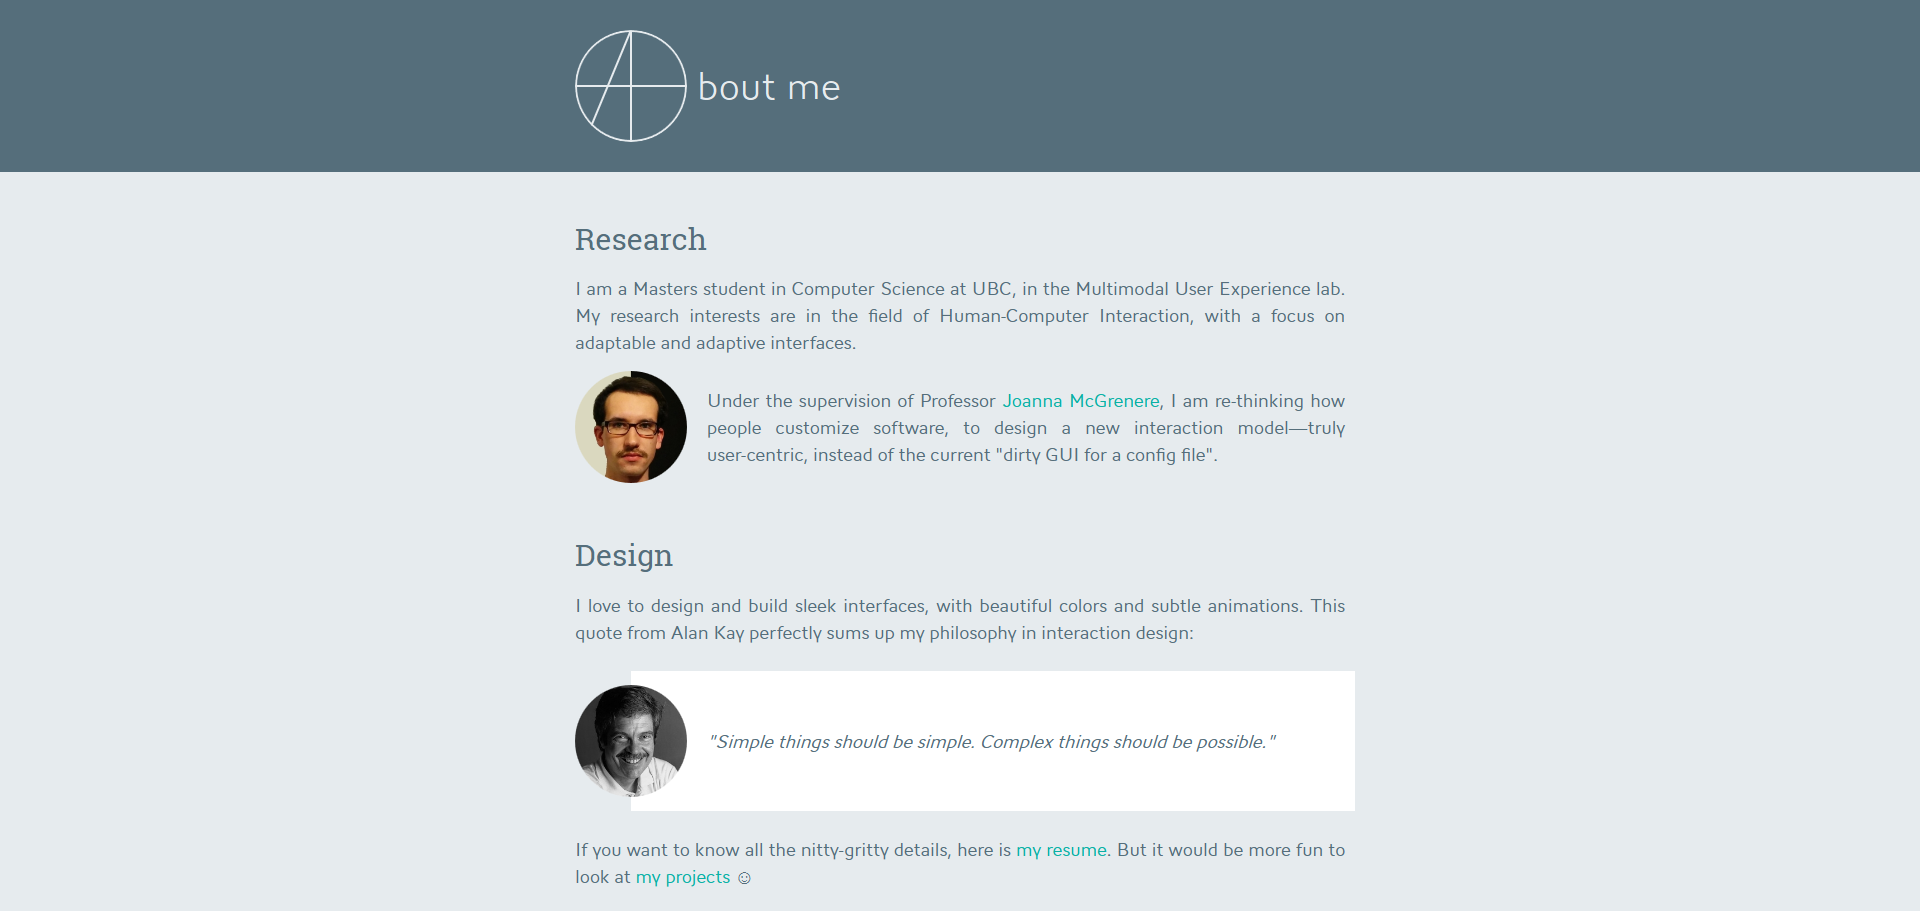 About me
Research
I am a Masters student in Computer Science at UBC, in the Multimodal User Experience lab.
My research interests are in the field of Human-Computer Interaction, with a focus on
adaptable and adaptive interfaces.
Under the supervision of Professor Joanna McGrenere, I am re-thinking how
people customize software, to design a new interaction model—truly
user-centric, instead of the current "dirty GUI for a config file".
Design
I love to design and build sleek interfaces, with beautiful colors and subtle animations. This
quote from Alan Kay perfectly sums up my philosophy in interaction design:
"Simple things should be simple. Complex things should be possible."
If you want to know all the nitty-gritty details, here is my resume. But it would be more fun to
look at my projects ☺